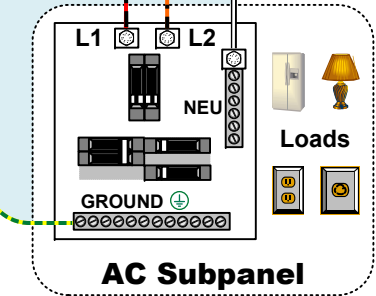 L1 L2
NEU
Loads
GROUND
AC Subpanel